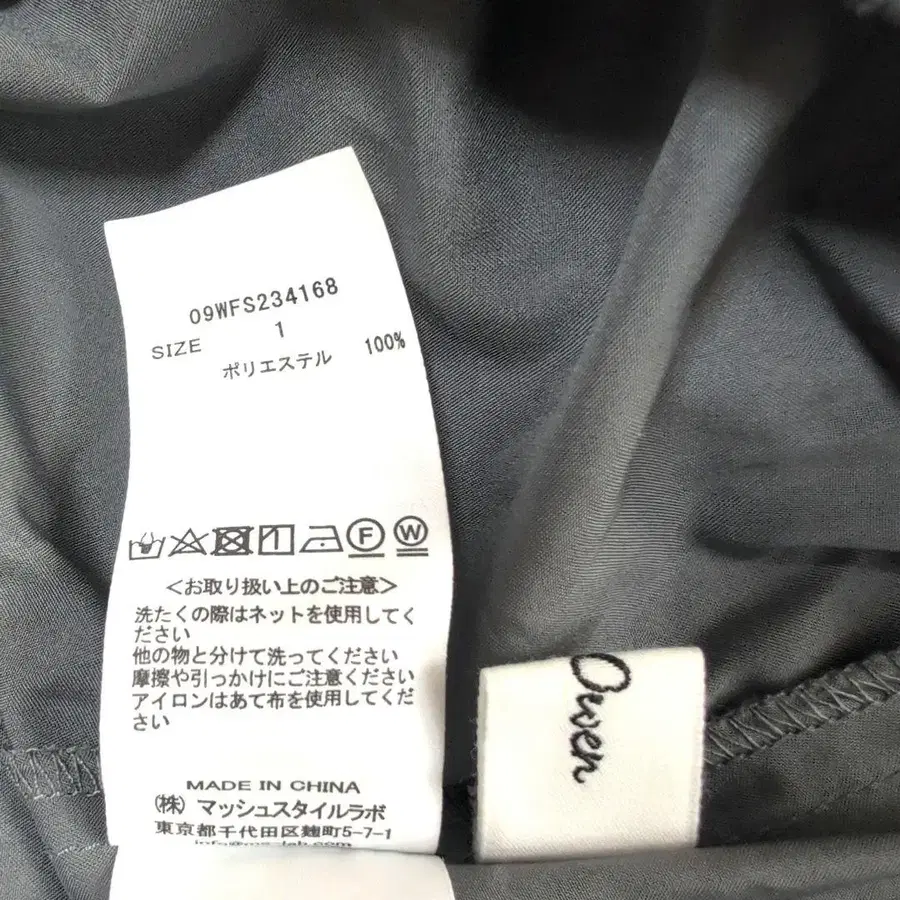 09WFS234168
SIZE 1
ポリエステル 100%
F W
<お取り扱い上のご注意>
洗たくの際はネットを使用してく
ださい
他の物と分けて洗ってください
摩擦や引っかけにご注意ください
アイロンはあて布を使用してくだ
さい
MADE IN CHINA
(株) マッシュスタイルラボ
東京都千代田区麹町5-7-1
info@ms-lab.com
Owen